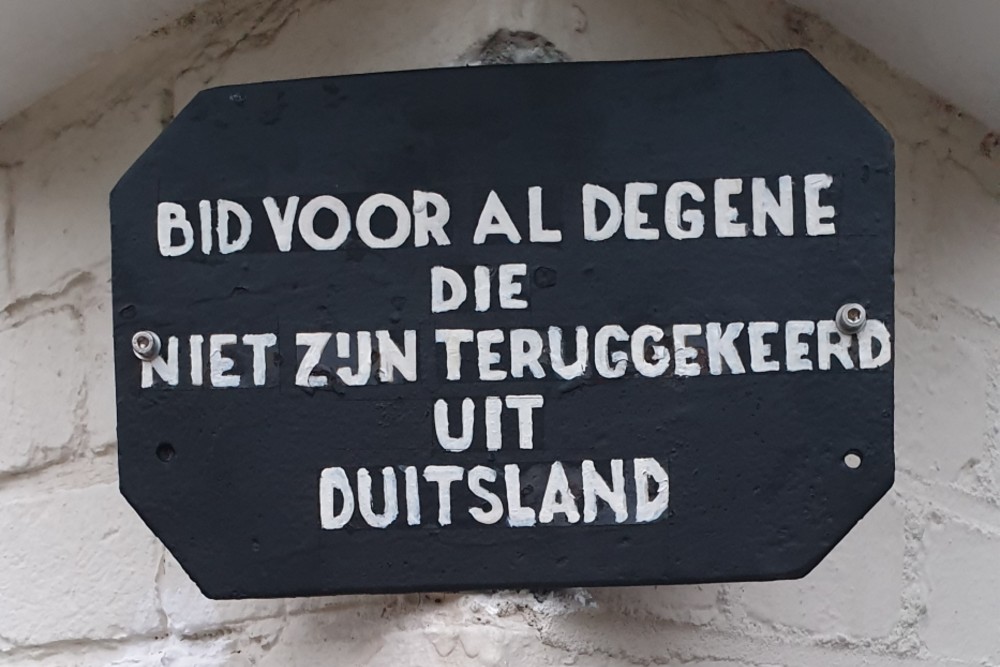 BID VOOR AL DEGENE
DIE
NIET ZIJN TERUGGEKEERD
UIT
DUITSLAND